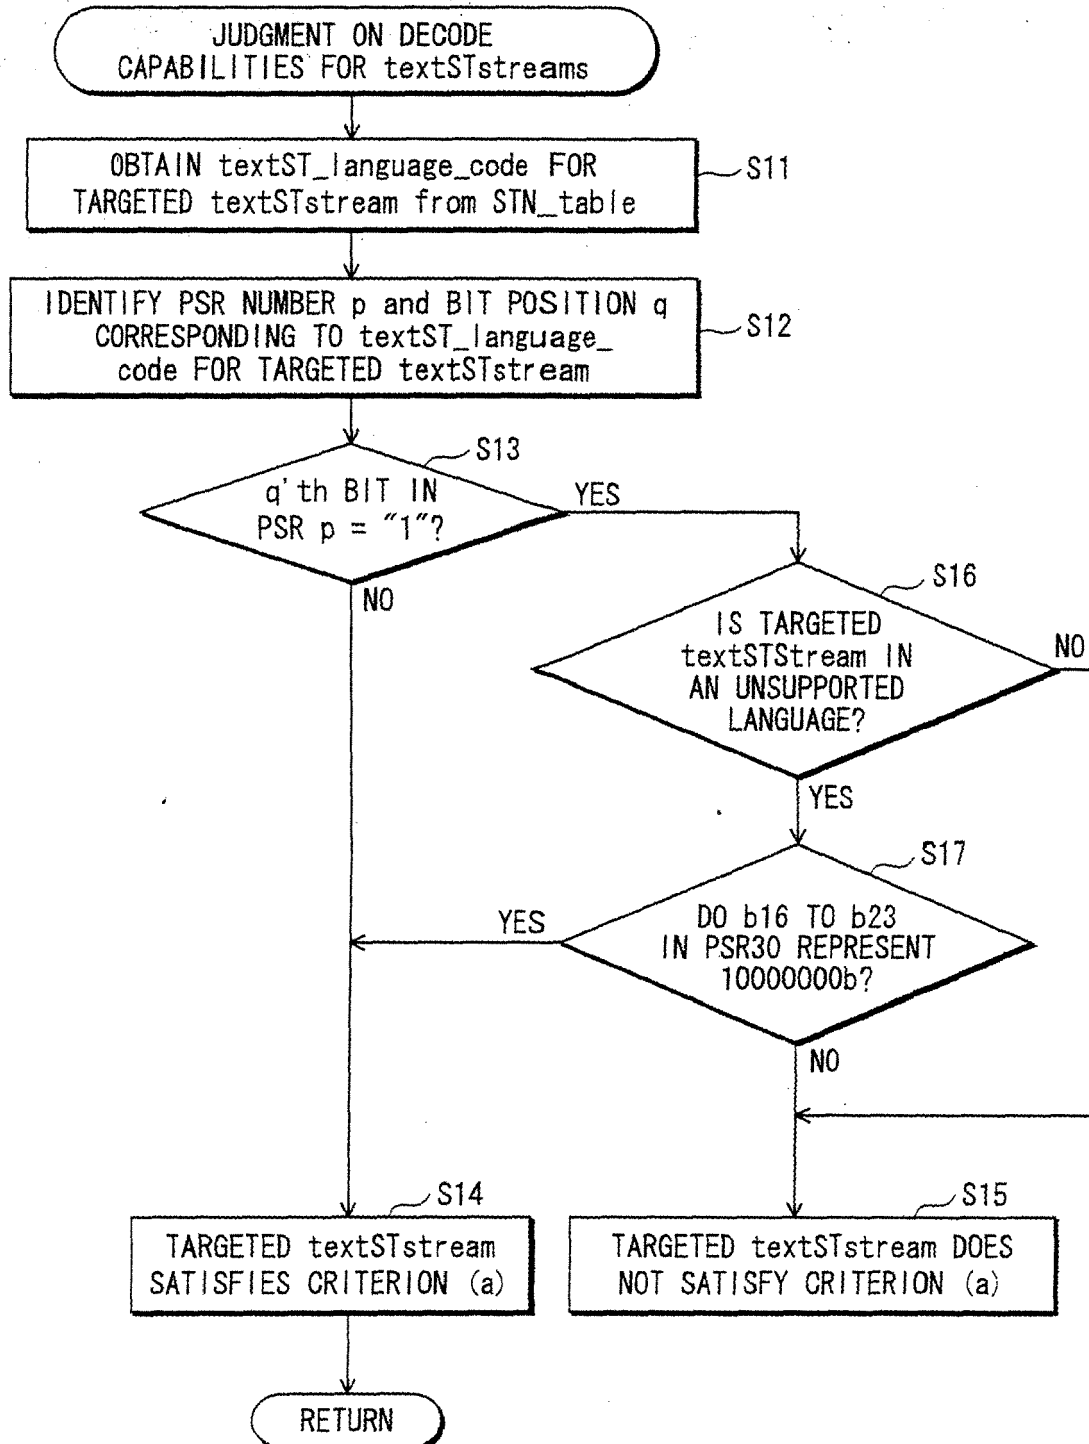 JUDGMENT ON DECODE
CAPABILITIES FOR textSTstreams
OBTAIN textST_language_code FOR
TARGETED textSTstream from STN_table
S11
IDENTIFY PSR NUMBER p and BIT POSITION q
CORRESPONDING TO textST_language_
code FOR TARGETED textSTstream
S12
S13
q'th BIT IN
PSR p = "1"?
YES
NO
S16
IS TARGETED
textSTStream IN
AN UNSUPPORTED
LANGUAGE?
NO
YES
S17
DO b16 TO b23
IN PSR30 REPRESENT
10000000b?
YES
NO
S14
TARGETED textSTstream
SATISFIES CRITERION (a)
S15
TARGETED textSTstream DOES
NOT SATISFY CRITERION (a)
RETURN